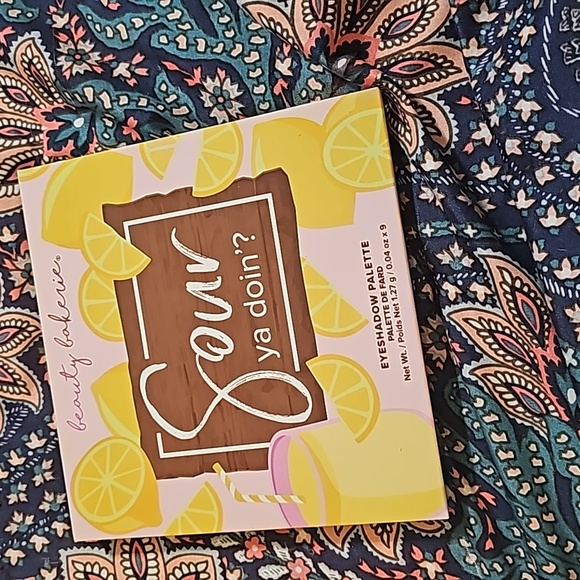 beauty bakerie®
Sour
ya doin'?
EYESHADOW PALETTE
PALETTE DE FARD
Net Wt. / Poids Net 1.27 g / 0.04 oz x 9